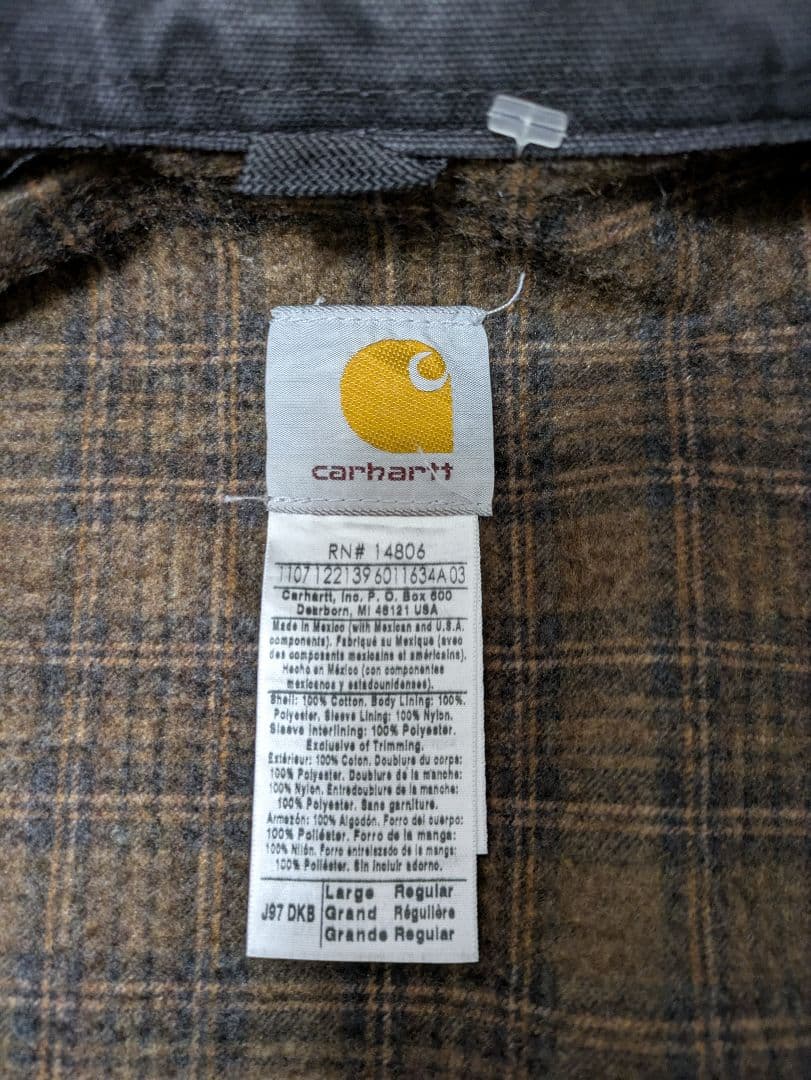 carhartt
RN# 14806
1107122139 6011634A 03
Carhartt, Inc. P. O. Box 600
Dearborn, MI 48121 USA
Made in Mexico (with Mexican and U.S.A.
components). Fabriqué au Mexique (avec
des composants mexicains et américains).
Hecho en México (con componentes
mexicanos y estadounidenses).
Shell: 100% Cotton. Body Lining: 100%.
Polyester. Sleeve Lining: 100% Nylon.
Sleeve Interlining: 100% Polyester.
Exclusive of Trimming.
Extérieur: 100% Coton. Doublure du corps:
100% Polyester. Doublure de la manche:
100% Nylon. Entredoublure de la manche:
100% Polyester. Sans garniture.
Armazón: 100% Algodón. Forro del cuerpo:
100% Poliéster. Forro de la manga:
100% Nilón. Forro entrelazado de la manga:
100% Poliéster. Sin incluir adorno.
J97 DKB
Large Regular
Grand Régulière
Grande Regular